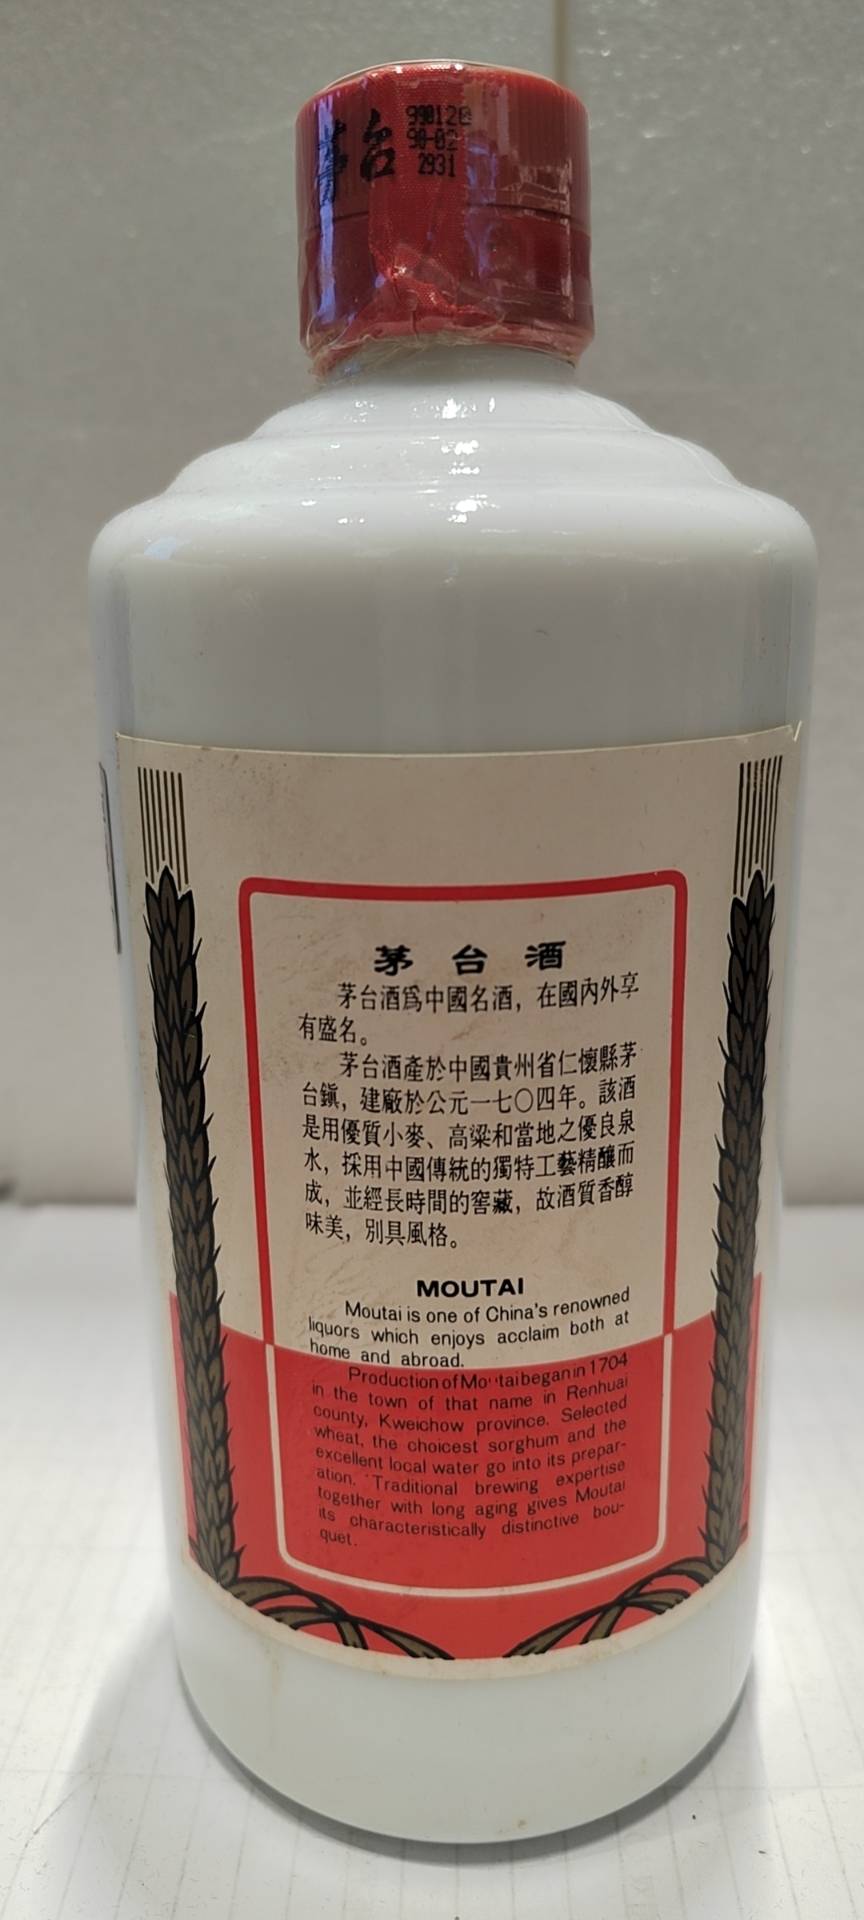 茅台
990120
98-02
2931
茅台酒
茅台酒爲中國名酒，在國內外享
有盛名。
茅台酒產於中國貴州省仁懷縣茅
台鎭，建廠於公元一七〇四年。該酒
是用優質小麥、高粱和當地之優良泉
水，採用中國傳統的獨特工藝精釀而
成，並經長時間的窖藏，故酒質香醇
味美，別具風格。
MOUTAI
Moutai is one of China's renowned
liquors which enjoys acclaim both at
home and abroad.
Production of Moutai began in 1704
in the town of that name in Renhuai
county, Kweichow province. Selected
wheat, the choicest sorghum and the
excellent local water go into its prepar-
ation. Traditional brewing expertise
together with long aging gives Moutai
its characteristically distinctive bou-
quet.